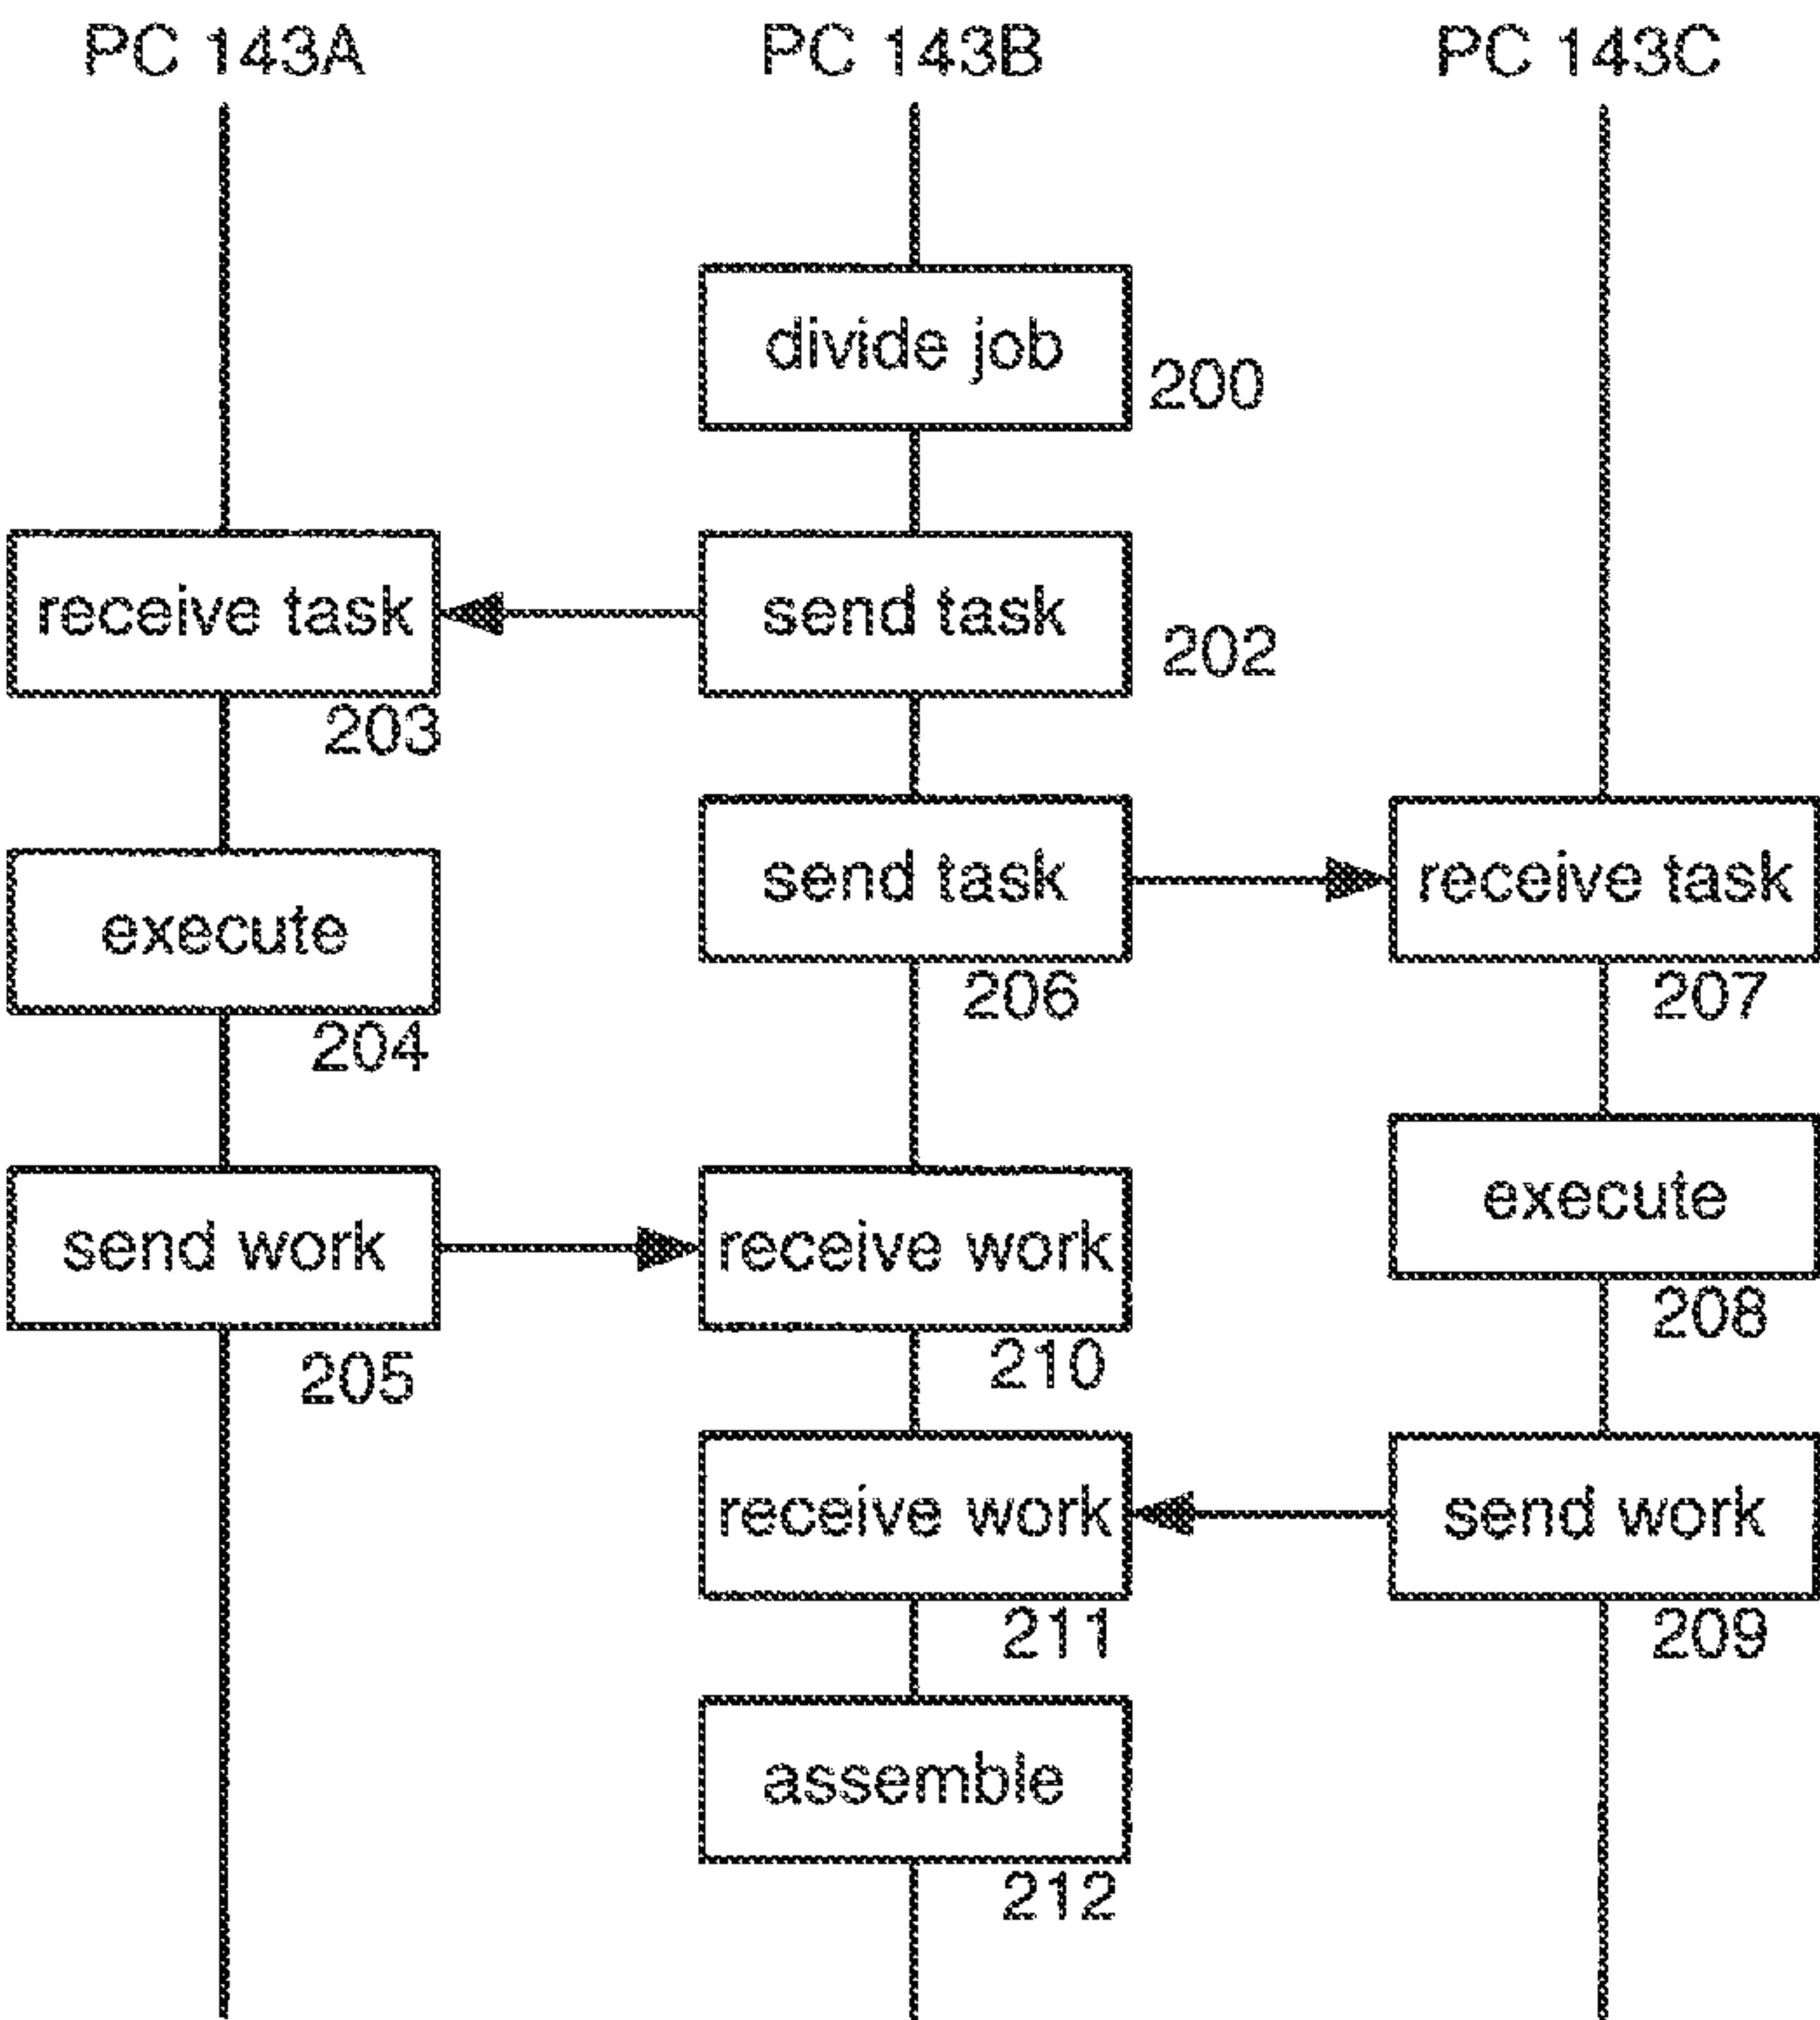 PC 143A PC 143B PC 143C
divide job
200
receive task send task
202
203
send task receive task
execute
206 207
204
execute
send work receive work
208
210
205
receive work send work
211 209
assemble
212